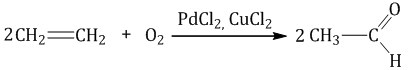 PdCl2, CuCl2
2CH2=CH2 + O2 → 2 CH3—C
O
H